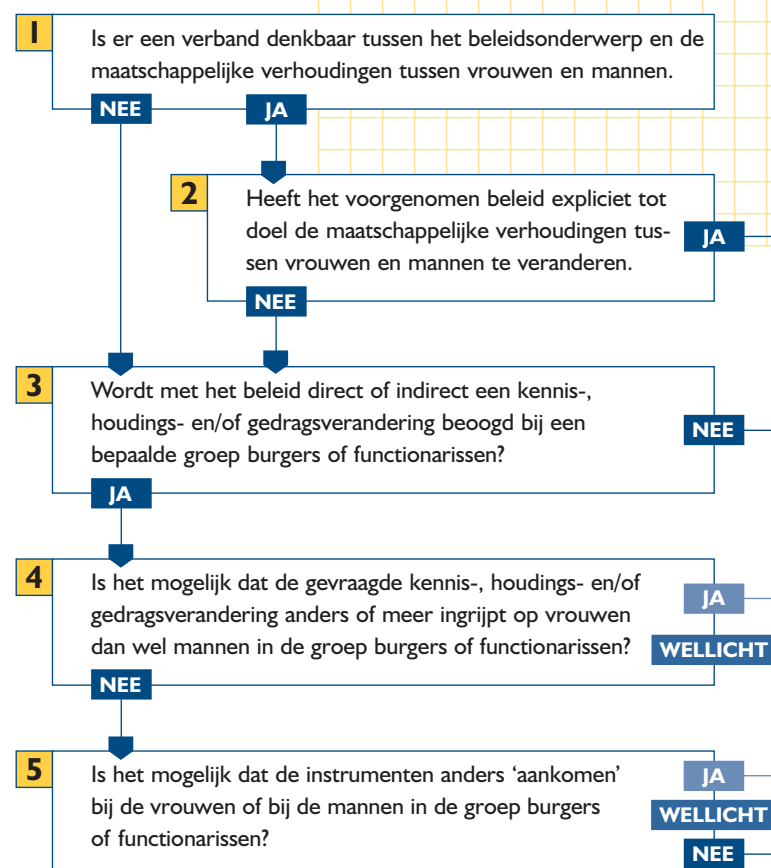 1
Is er een verband denkbaar tussen het beleidsonderwerp en de
maatschappelijke verhoudingen tussen vrouwen en mannen.
NEE
JA
2
Heeft het voorgenomen beleid expliciet tot
doel de maatschappelijke verhoudingen tus-
sen vrouwen en mannen te veranderen.
JA
NEE
3
Wordt met het beleid direct of indirect een kennis-,
houdings- en/of gedragsverandering beoogd bij een
bepaalde groep burgers of functionarissen?
NEE
JA
4
Is het mogelijk dat de gevraagde kennis-, houdings- en/of
gedragsverandering anders of meer ingrijpt op vrouwen
dan wel mannen in de groep burgers of functionarissen?
JA
WELLICHT
NEE
5
Is het mogelijk dat de instrumenten anders ‘aankomen’
bij de vrouwen of bij de mannen in de groep burgers
of functionarissen?
JA
WELLICHT
NEE